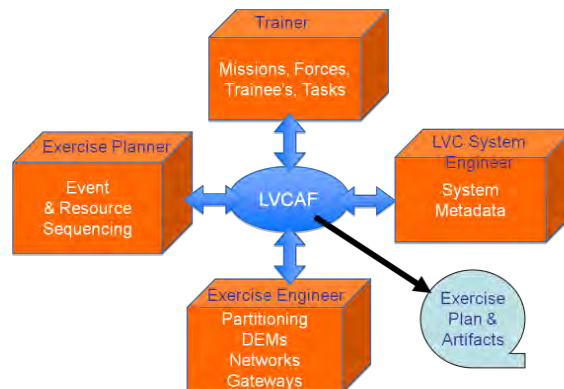 Trainer
Missions, Forces,
Trainee's, Tasks
Exercise Planner
Event
& Resource
Sequencing
LVCAF
LVC System
Engineer
System
Metadata
Exercise Engineer
Partitioning
DEMs
Networks
Gateways
Exercise
Plan &
Artifacts